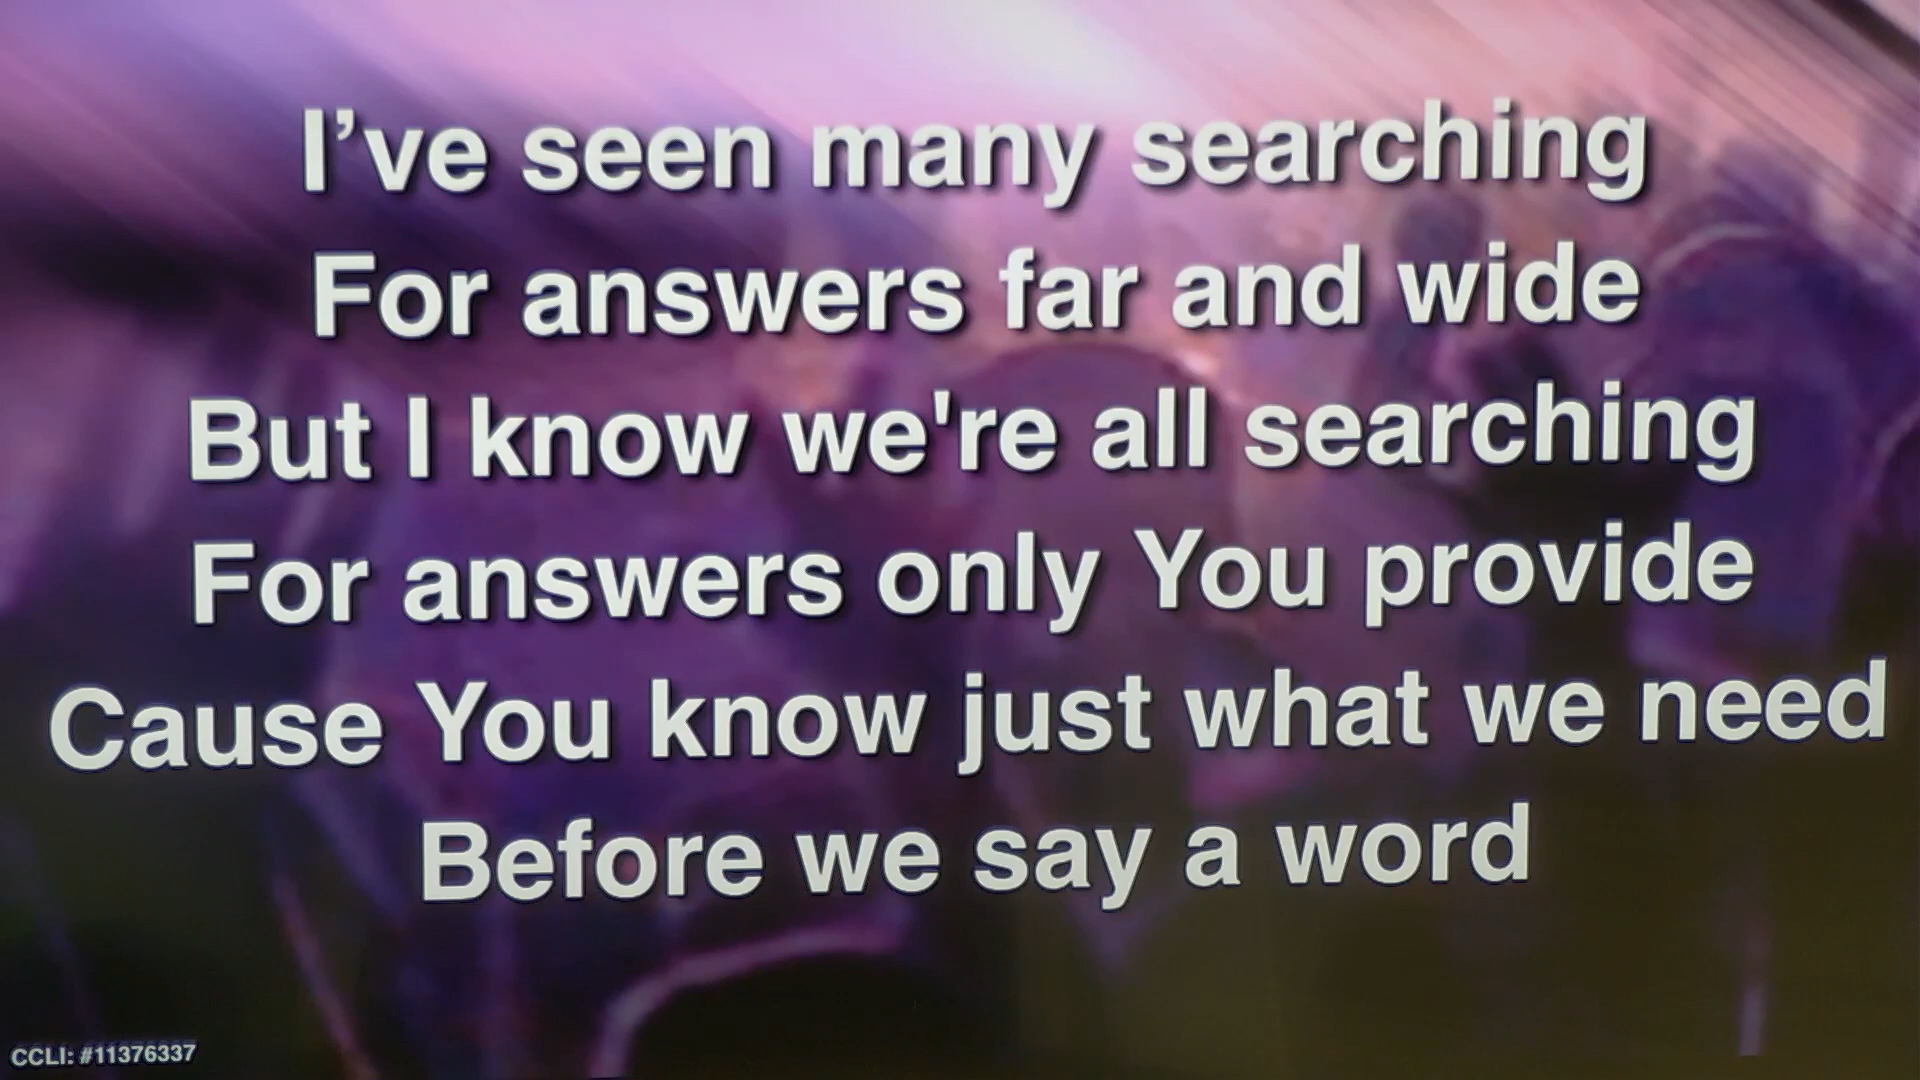 I’ve seen many searching
For answers far and wide
But I know we're all searching
For answers only You provide
Cause You know just what we need
Before we say a word
CCLI: #11376337